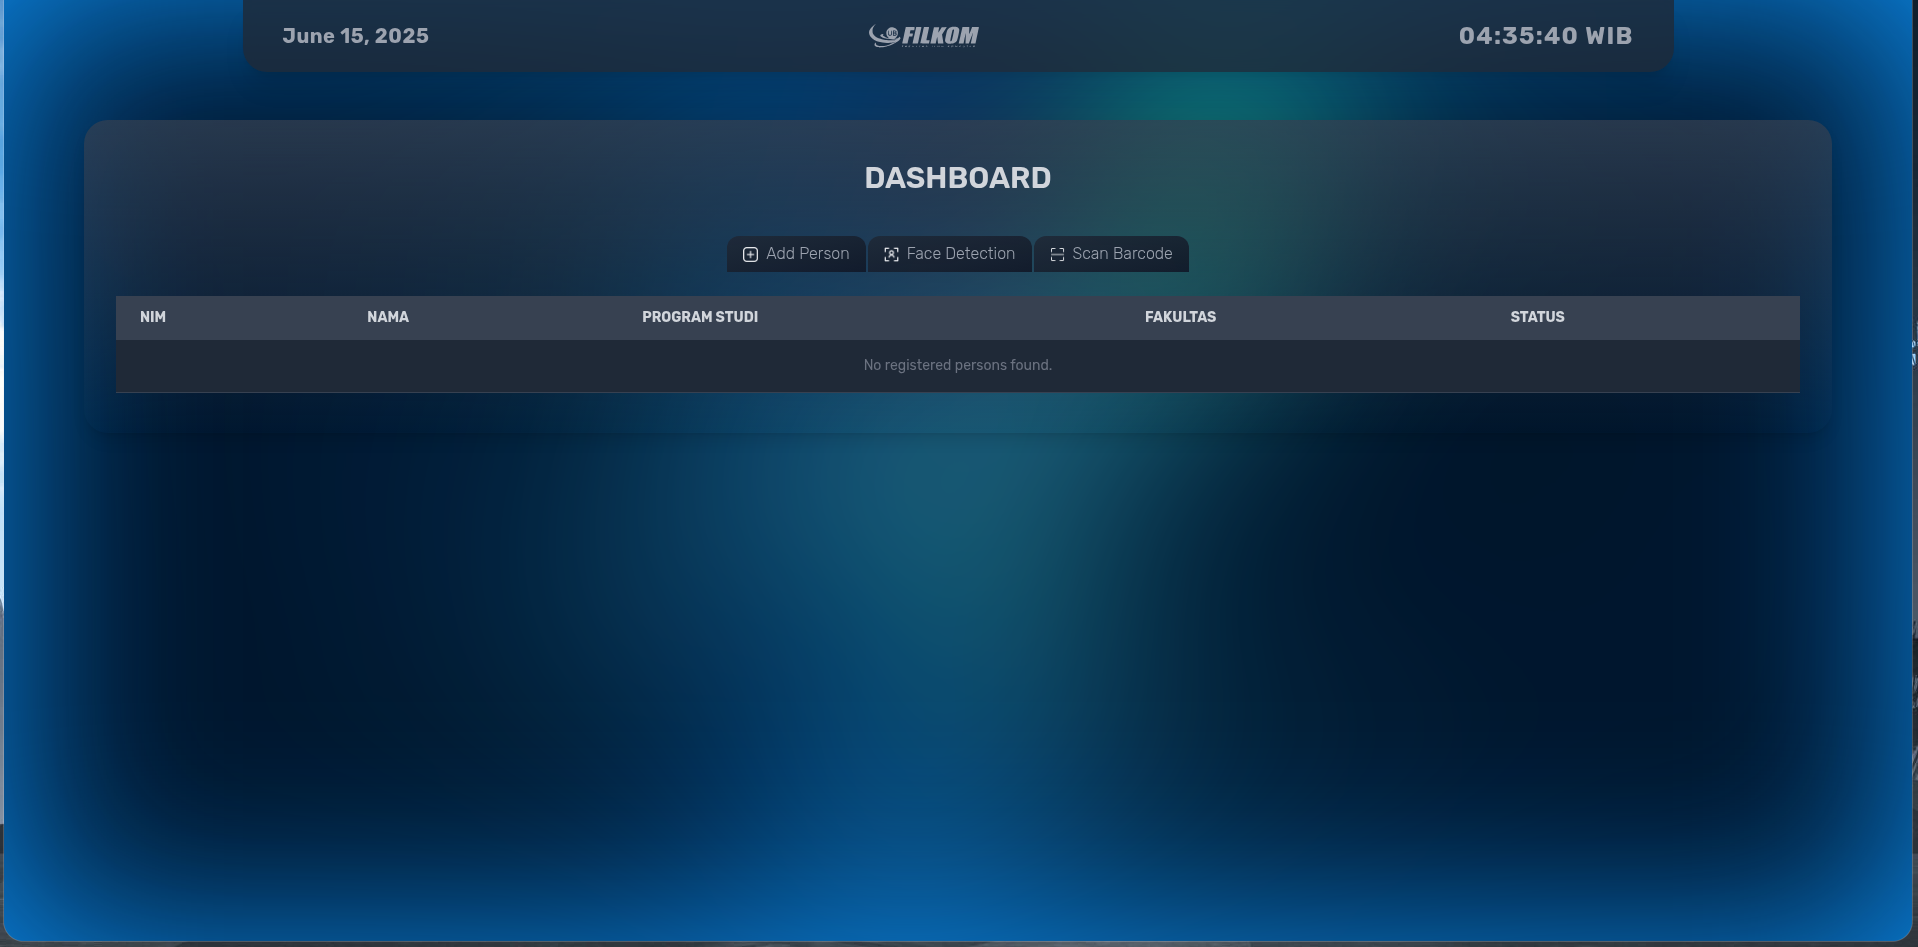 June 15, 2025
UB FILKOM
04:35:40 WIB
DASHBOARD
Add Person
Face Detection
Scan Barcode
NIM NAMA PROGRAM STUDI FAKULTAS STATUS
No registered persons found.